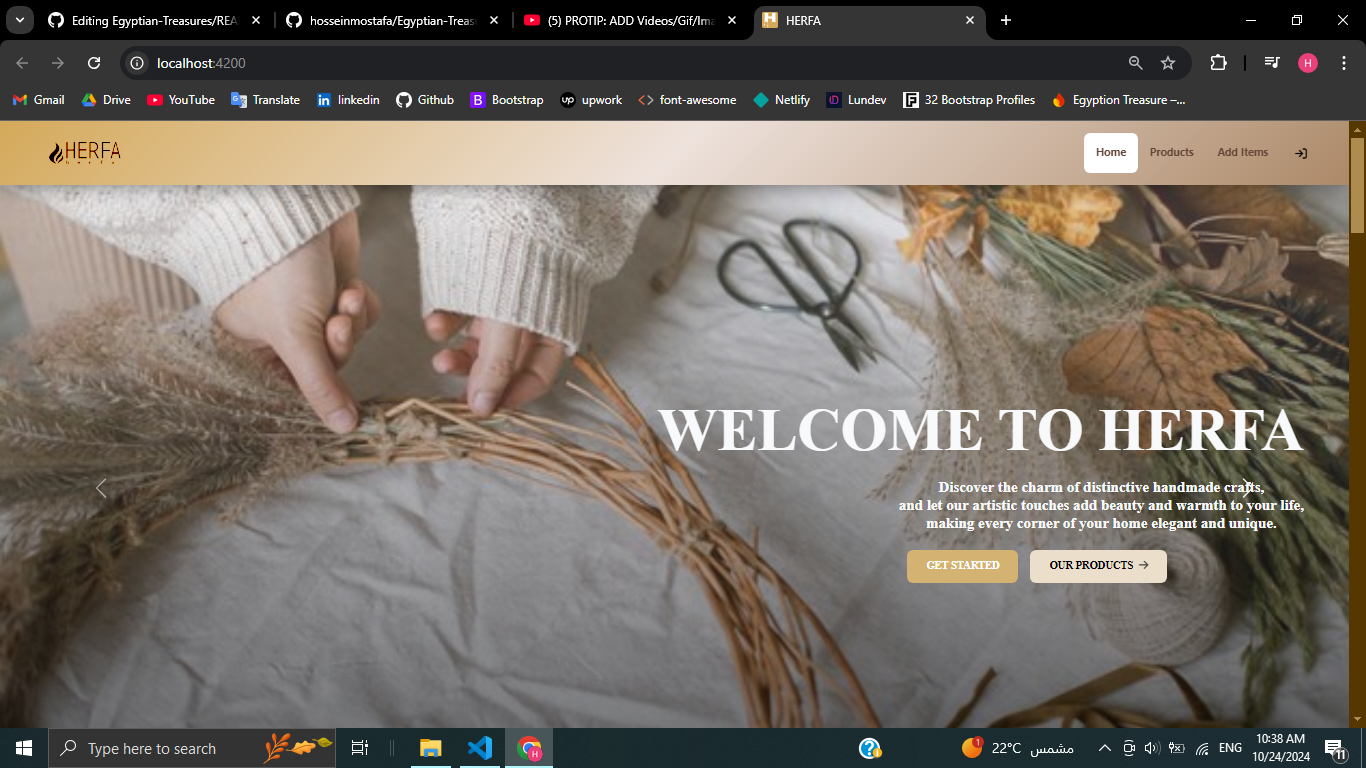 Editing Egyptian-Treasures/REA
hosseinmostafa/Egyptian-Treas
(5) PROTIP: ADD Videos/Gif/Ima
HERFA
localhost:4200
H
Gmail
Drive
YouTube
Translate
linkedin
Github
Bootstrap
upwork
font-awesome
Netlify
Lundev
32 Bootstrap Profiles
Egyption Treasure –...
HERFA
Home
Products
Add Items
WELCOME TO HERFA
Discover the charm of distinctive handmade crafts,
and let our artistic touches add beauty and warmth to your life,
making every corner of your home elegant and unique.
GET STARTED
OUR PRODUCTS →
Type here to search
22°C مشمس
ENG
10:38 AM
10/24/2024
11